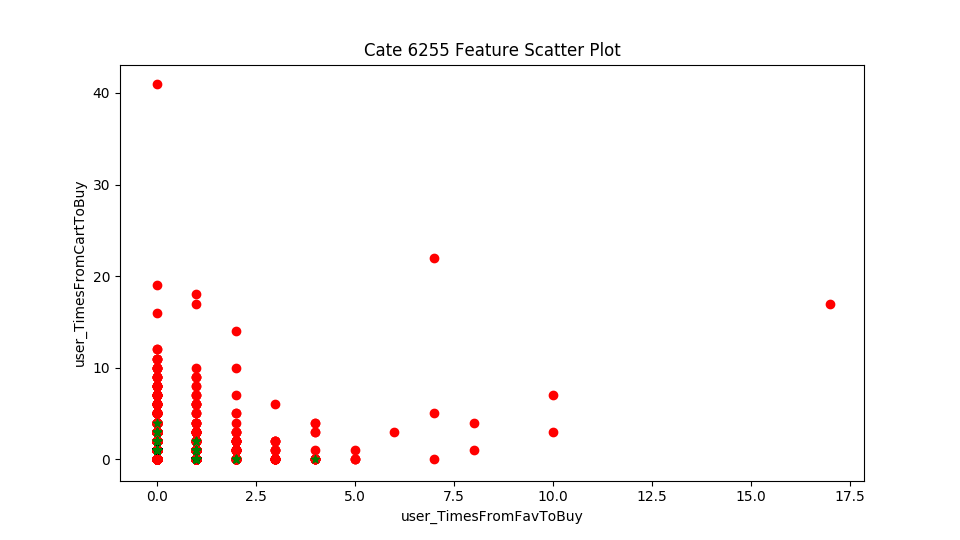 Cate 6255 Feature Scatter Plot
user_TimesFromCartToBuy
40
30
20
10
0
0.0 2.5 5.0 7.5 10.0 12.5 15.0 17.5
user_TimesFromFavToBuy